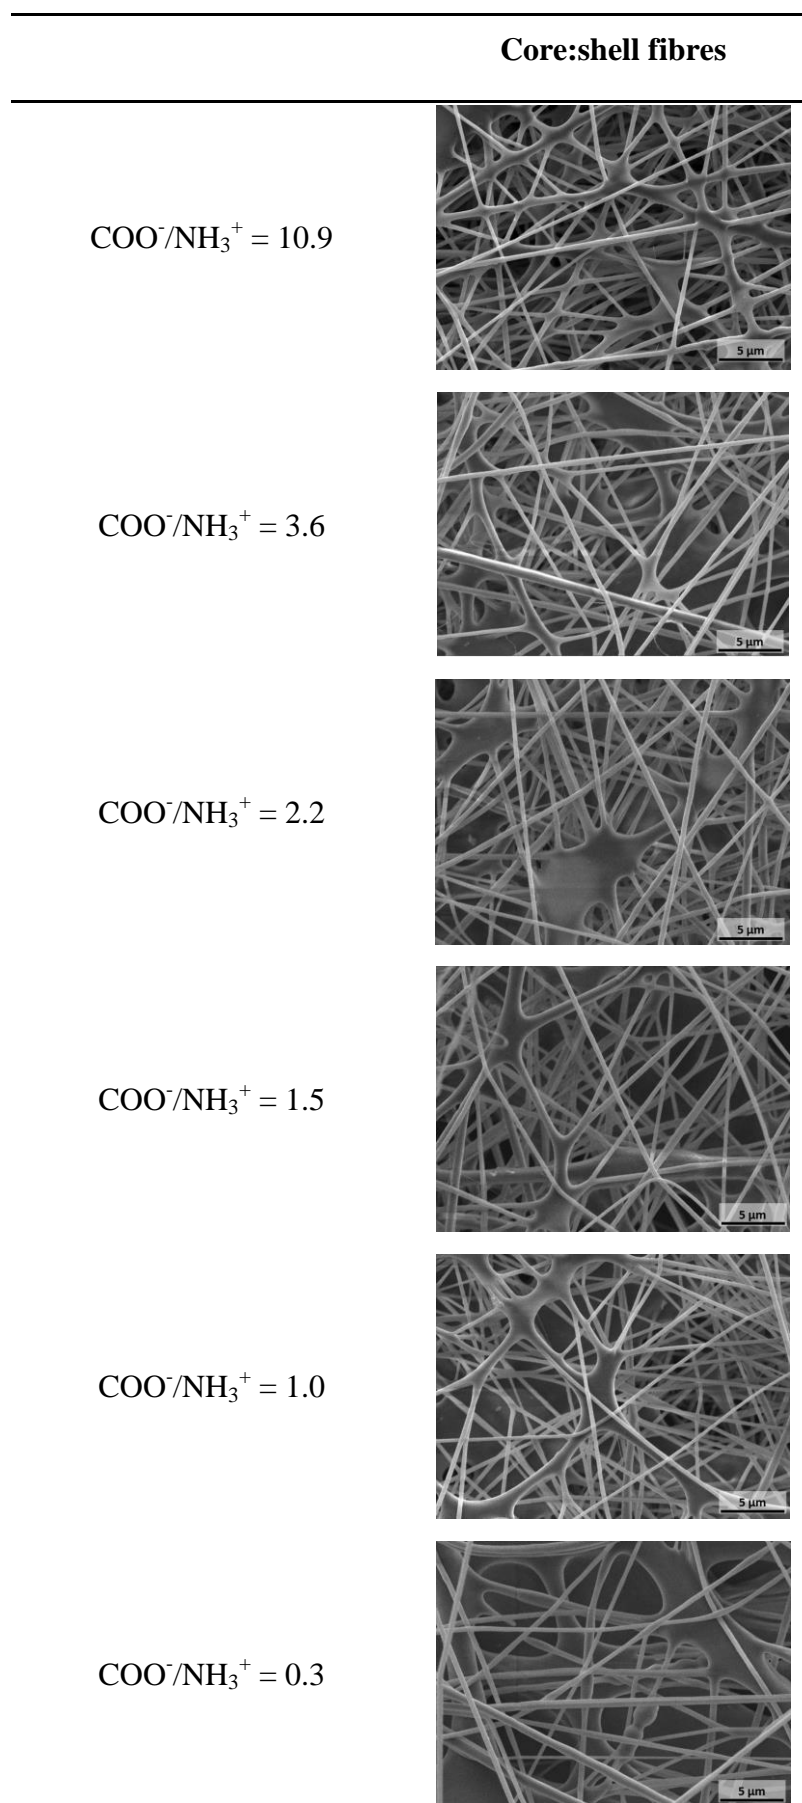 Core:shell fibres
COO⁻/NH₃⁺ = 10.9
5 µm
COO⁻/NH₃⁺ = 3.6
5 µm
COO⁻/NH₃⁺ = 2.2
5 µm
COO⁻/NH₃⁺ = 1.5
5 µm
COO⁻/NH₃⁺ = 1.0
5 µm
COO⁻/NH₃⁺ = 0.3
5 µm